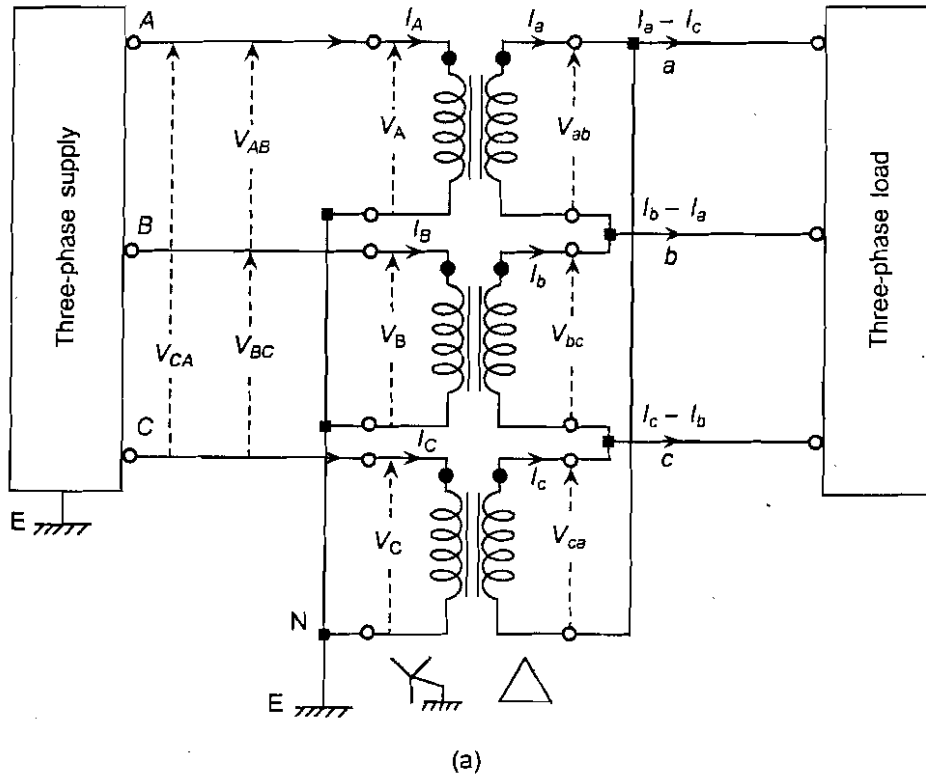 A I_A I_a I_a – I_c
a
V_AB V_A V_ab
Three-phase supply
Three-phase load
B I_B I_b I_b – I_a
b
V_CA V_BC V_B V_bc
C I_C I_c I_c – I_b
c
E V_C V_ca
N
E
(a)